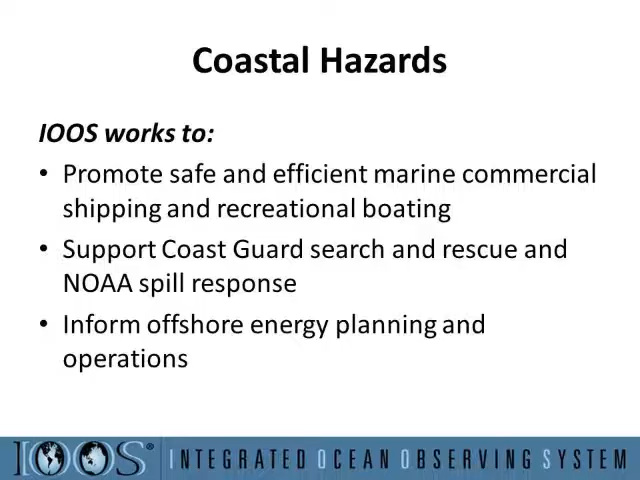 Coastal Hazards
IOOS works to:
• Promote safe and efficient marine commercial
shipping and recreational boating
• Support Coast Guard search and rescue and
NOAA spill response
• Inform offshore energy planning and
operations
IOOS® INTEGRATED OCEAN OBSERVING SYSTEM